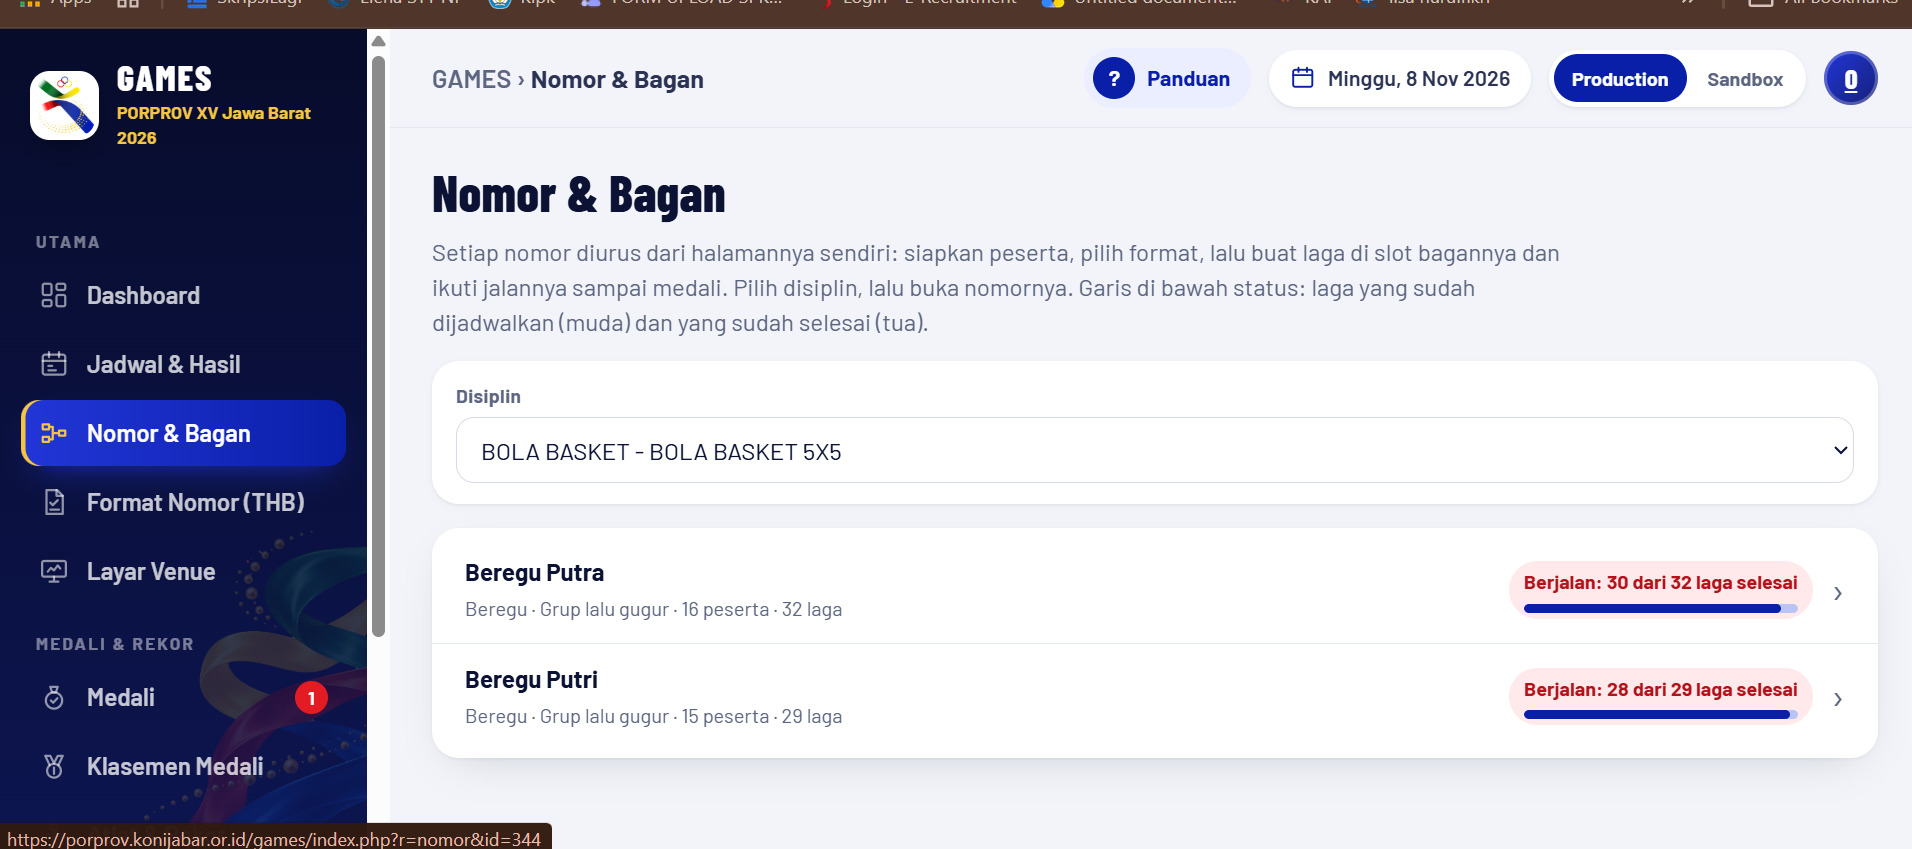 Apps
GAMES
PORPROV XV Jawa Barat
2026
GAMES › Nomor & Bagan
? Panduan
Minggu, 8 Nov 2026
Production
Sandbox
0
UTAMA
Dashboard
Jadwal & Hasil
Nomor & Bagan
Format Nomor (THB)
Layar Venue
MEDALI & REKOR
Medali
1
Klasemen Medali
Nomor & Bagan
Setiap nomor diurus dari halamannya sendiri: siapkan peserta, pilih format, lalu buat laga di slot bagannya dan
ikuti jalannya sampai medali. Pilih disiplin, lalu buka nomornya. Garis di bawah status: laga yang sudah
dijadwalkan (muda) dan yang sudah selesai (tua).
Disiplin
BOLA BASKET - BOLA BASKET 5X5
Beregu Putra
Beregu · Grup lalu gugur · 16 peserta · 32 laga
Berjalan: 30 dari 32 laga selesai
Beregu Putri
Beregu · Grup lalu gugur · 15 peserta · 29 laga
Berjalan: 28 dari 29 laga selesai
https://porprov.konijabar.or.id/games/index.php?r=nomor&id=344